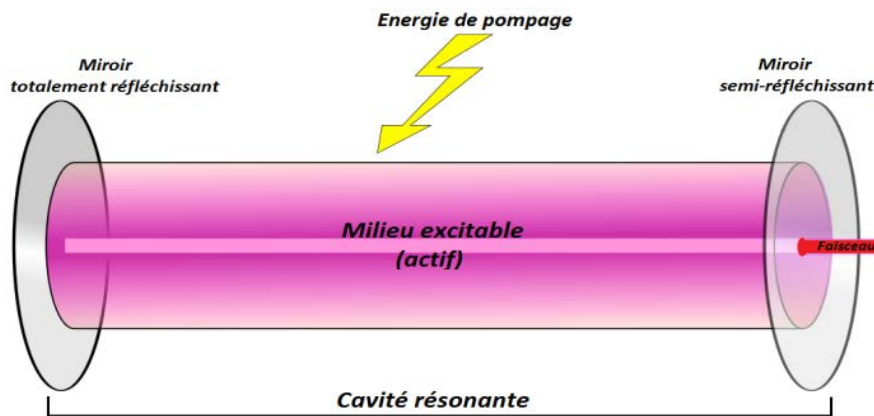 Energie de pompage
Miroir
totalement réfléchissant
Miroir
semi-réfléchissant
Milieu excitable
(actif)
Faisceau
Cavité résonante